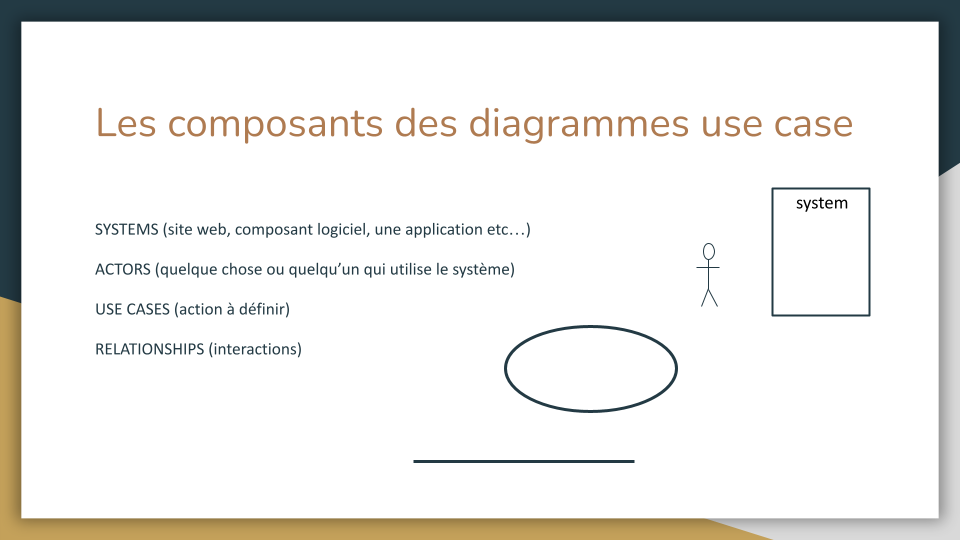 Les composants des diagrammes use case
system
SYSTEMS (site web, composant logiciel, une application etc…)
ACTORS (quelque chose ou quelqu’un qui utilise le système)
USE CASES (action à définir)
RELATIONSHIPS (interactions)